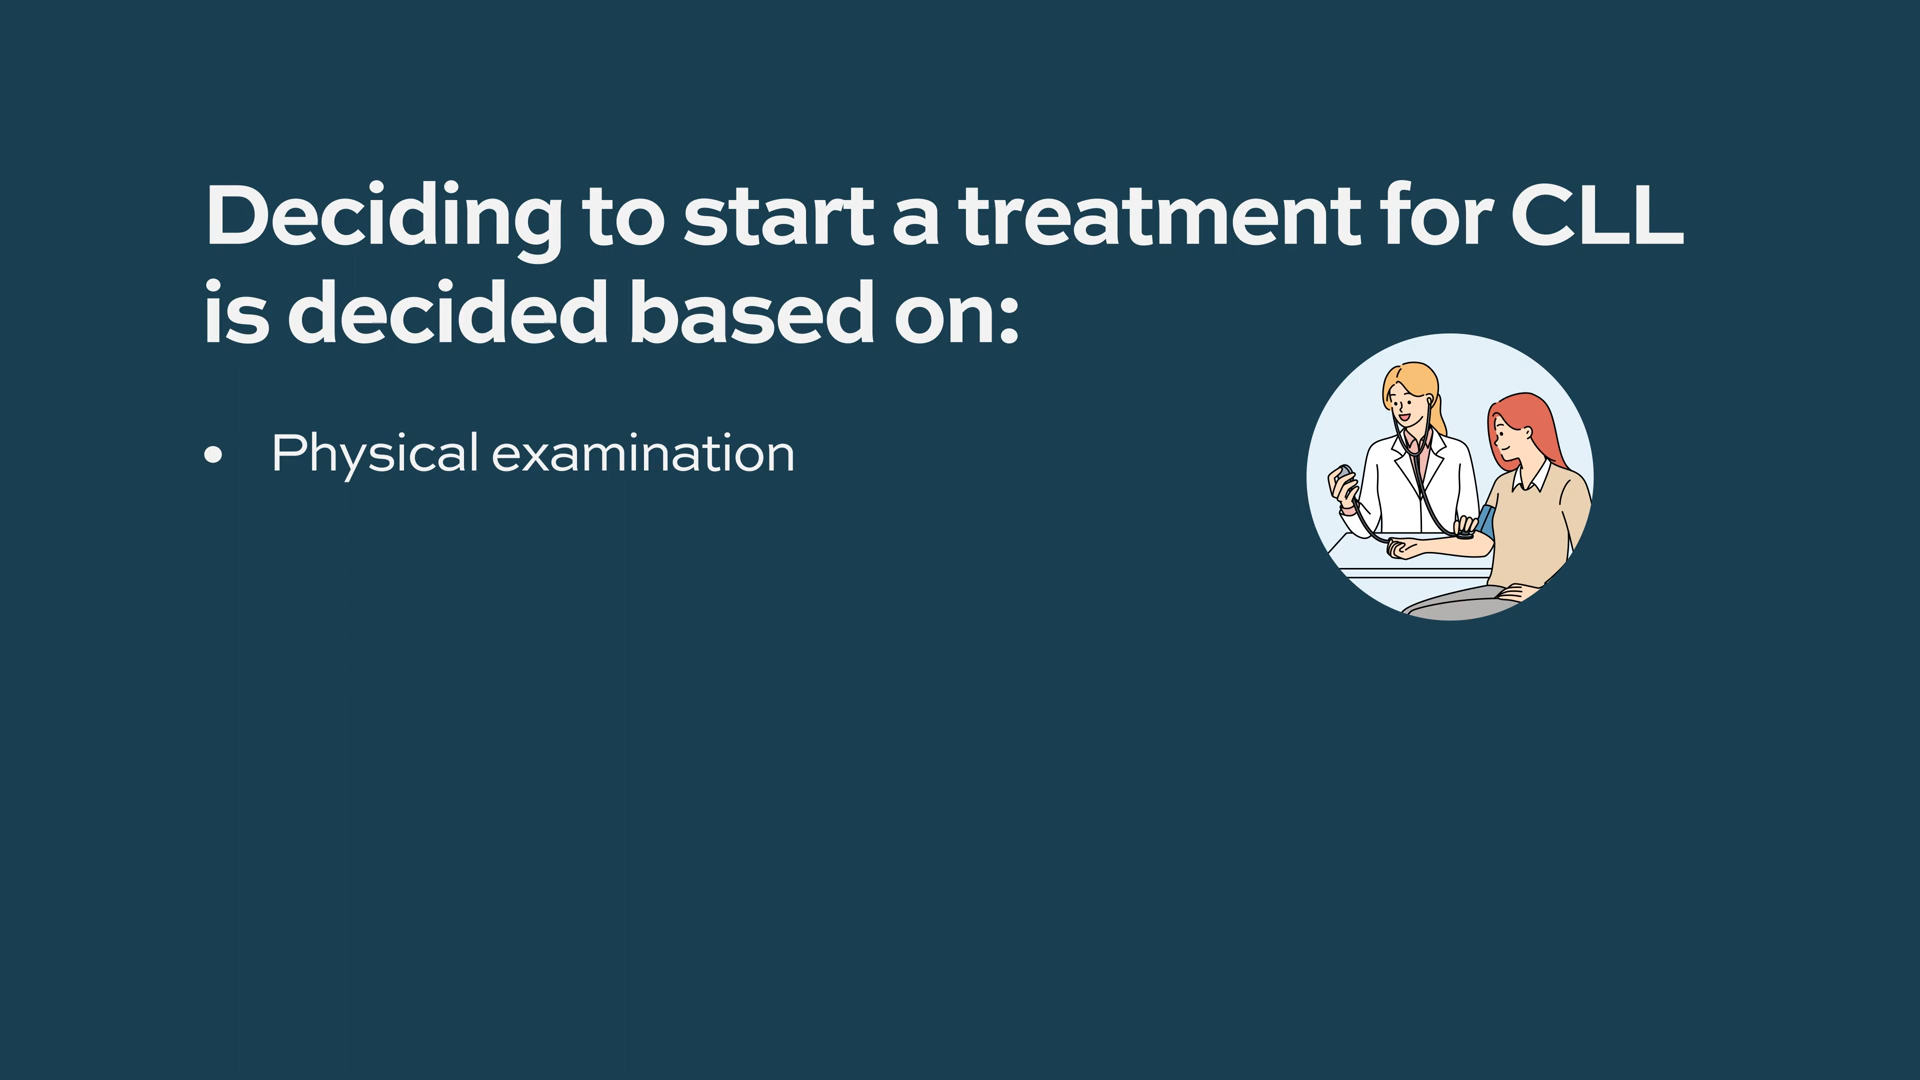 Deciding to start a treatment for CLL
is decided based on:
• Physical examination